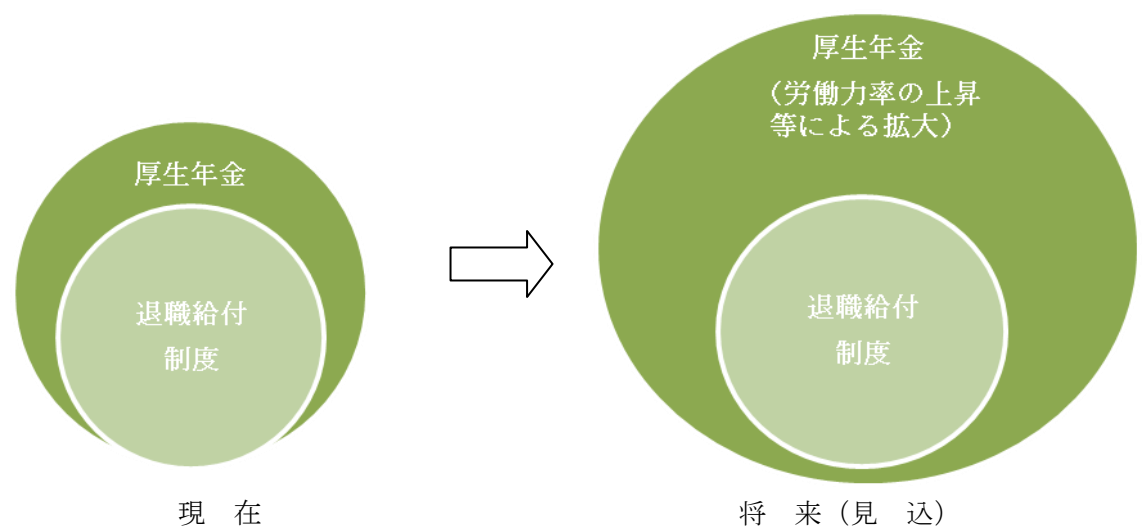 厚生年金
退職給付
制度
現　在
厚生年金
（労働力率の上昇
等による拡大）
退職給付
制度
将　来（見　込）